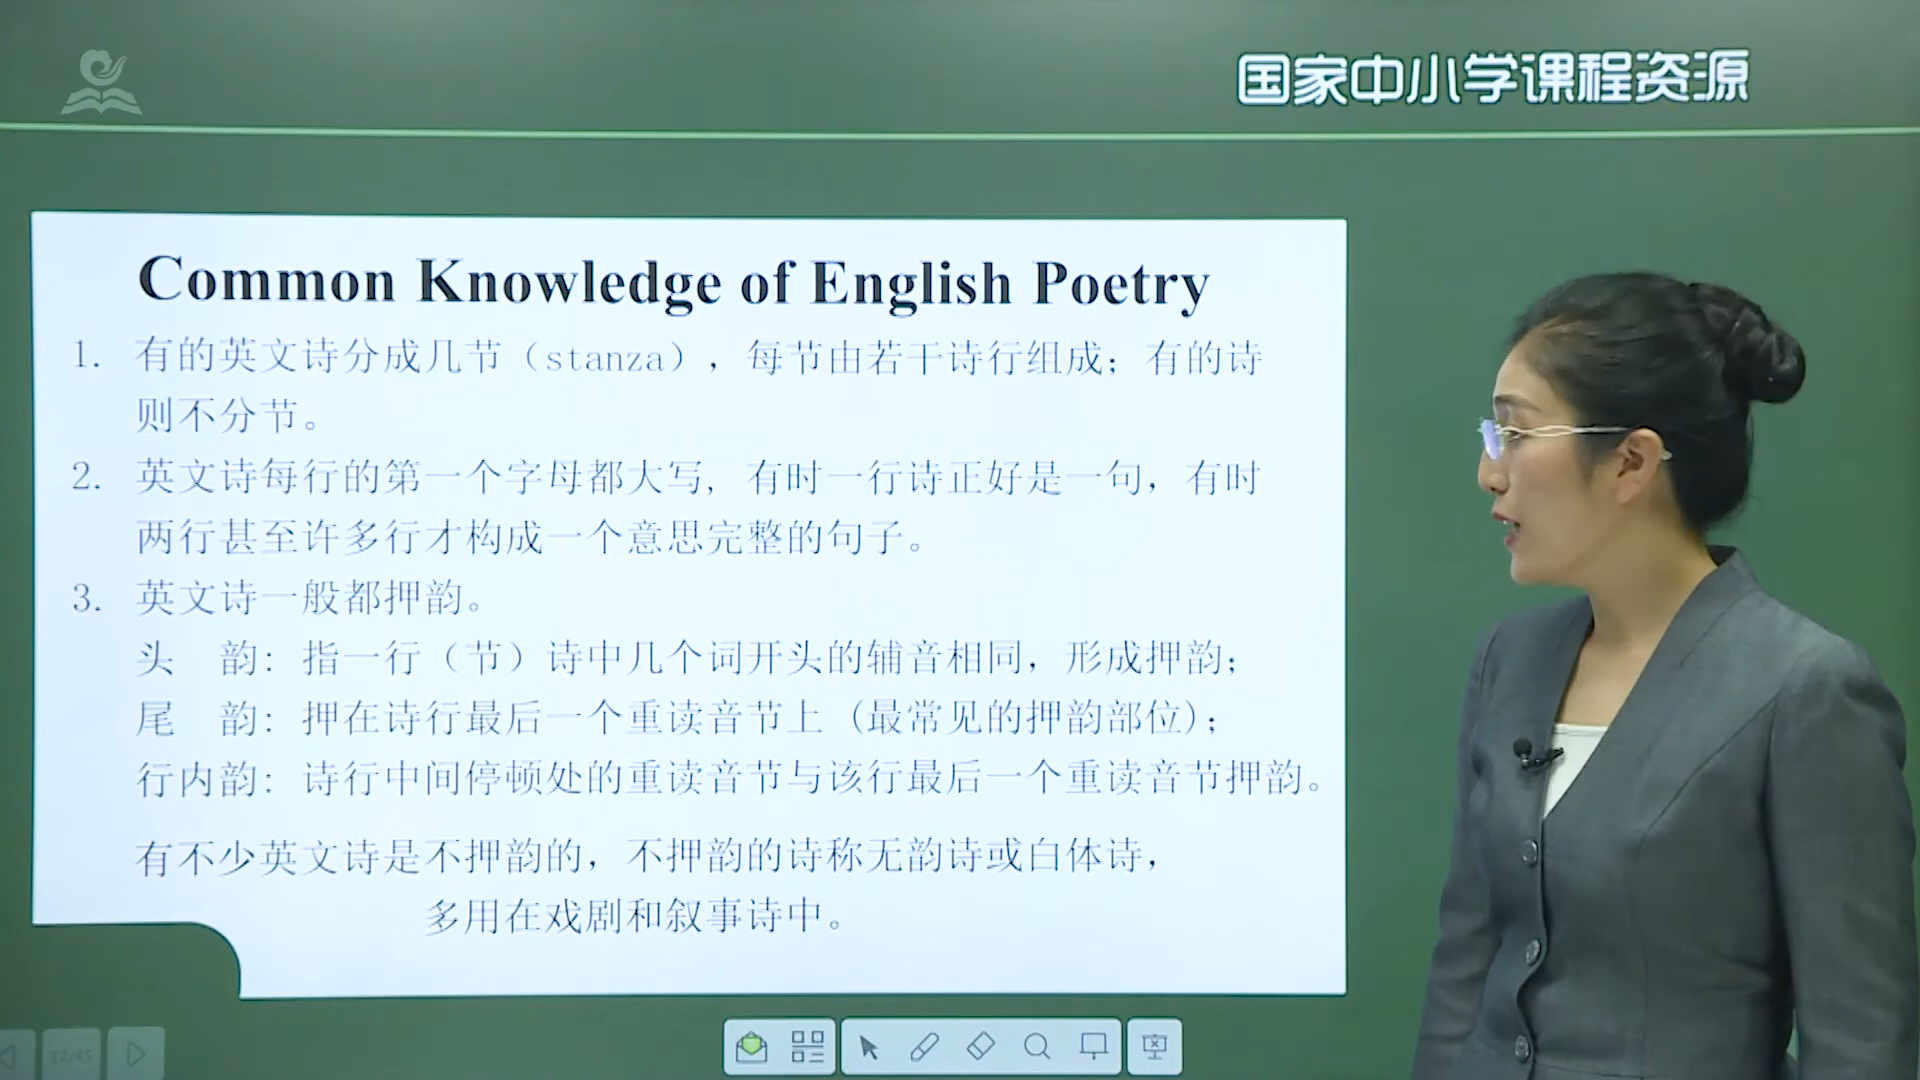 国家中小学课程资源
Common Knowledge of English Poetry
1. 有的英文诗分成几节（stanza），每节由若干诗行组成；有的诗
则不分节。
2. 英文诗每行的第一个字母都大写, 有时一行诗正好是一句，有时
两行甚至许多行才构成一个意思完整的句子。
3. 英文诗一般都押韵。
头 韵: 指一行（节）诗中几个词开头的辅音相同，形成押韵；
尾 韵: 押在诗行最后一个重读音节上 (最常见的押韵部位)；
行内韵: 诗行中间停顿处的重读音节与该行最后一个重读音节押韵。
有不少英文诗是不押韵的，不押韵的诗称无韵诗或白体诗，
多用在戏剧和叙事诗中。
12/45